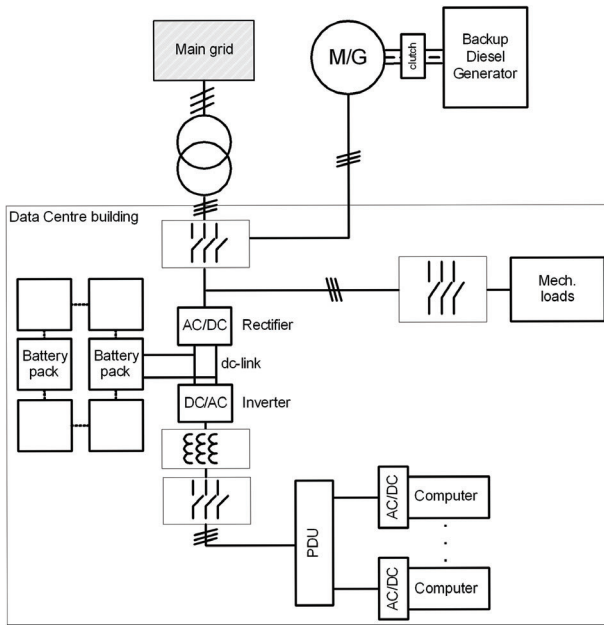 Main grid
M/G
clutch
Backup
Diesel
Generator
Data Centre building
Mech.
loads
AC/DC
Rectifier
Battery
pack
Battery
pack
dc-link
DC/AC
Inverter
PDU
AC/DC
Computer
AC/DC
Computer